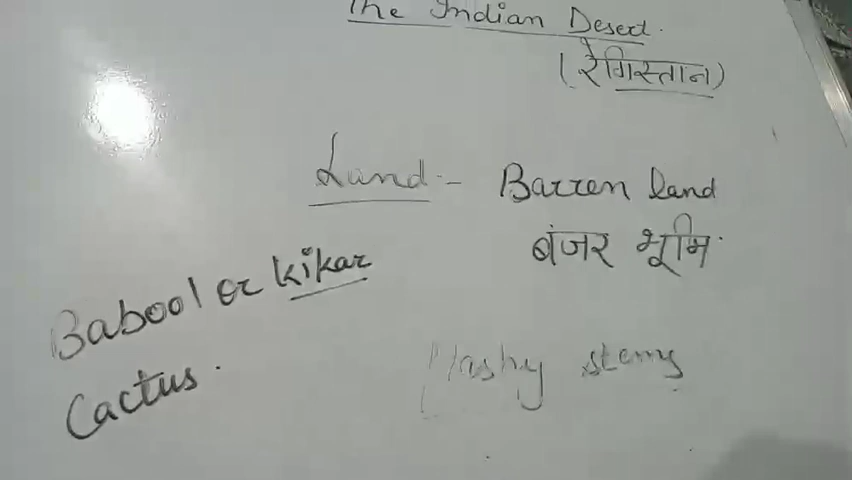 The Indian Desert.
(रेगिस्तान)
Land:- Barren land
बंजर भूमि
Babool or kikar
Cactus.
stems